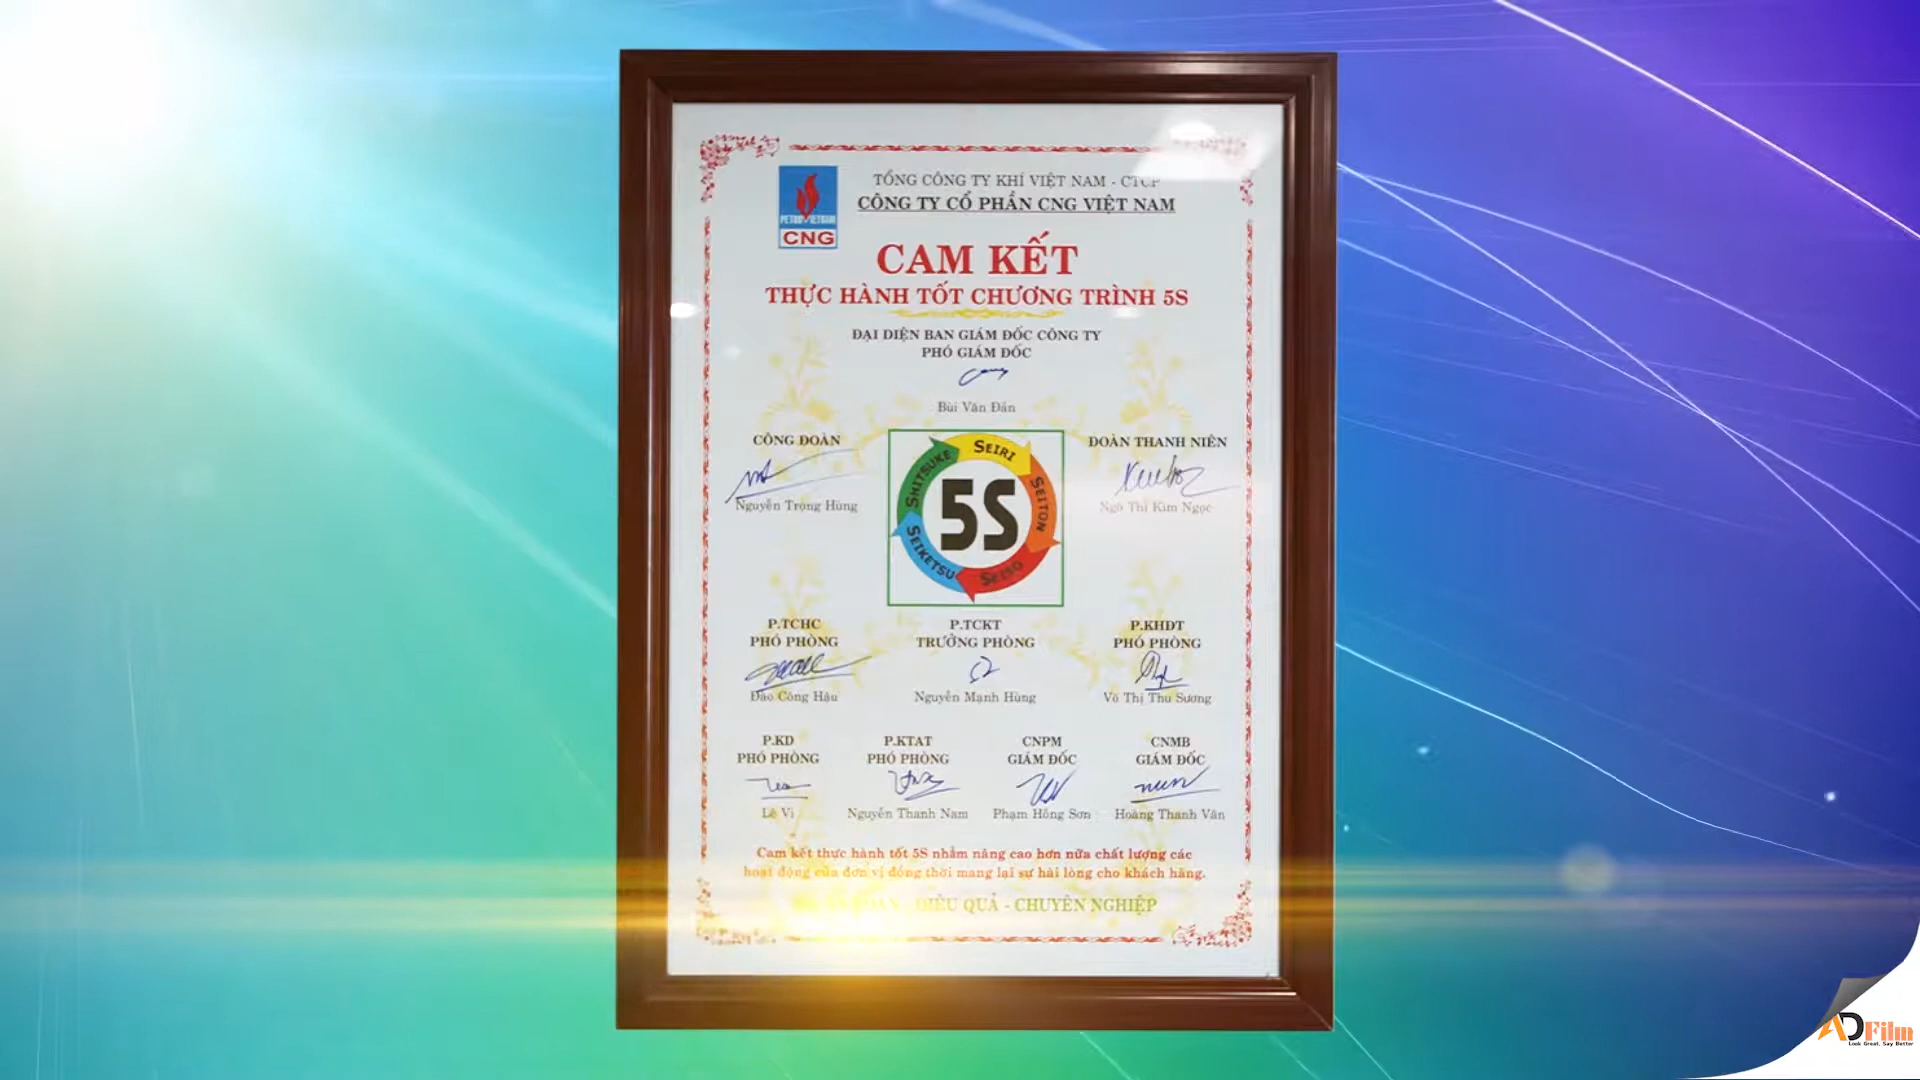 TỔNG CÔNG TY KHÍ VIỆT NAM - CTCP
CÔNG TY CỔ PHẦN CNG VIỆT NAM
PETROVIETNAM
CNG
CAM KẾT
THỰC HÀNH TỐT CHƯƠNG TRÌNH 5S
ĐẠI DIỆN BAN GIÁM ĐỐC CÔNG TY
PHÓ GIÁM ĐỐC
Bùi Văn Đản
CÔNG ĐOÀN
ĐOÀN THANH NIÊN
Nguyễn Trọng Hùng
Ngô Thị Kim Ngọc
SEIRI
SEITON
SEISO
SEIKETSU
SHITSUKE
5S
P.TCHC P.TCKT P.KHĐT
PHÓ PHÒNG TRƯỞNG PHÒNG PHÓ PHÒNG
Đào Công Hậu Nguyễn Mạnh Hùng Võ Thị Thu Sương
P.KD P.KTAT CNPM CNMB
PHÓ PHÒNG PHÓ PHÒNG GIÁM ĐỐC GIÁM ĐỐC
Lê Vi Nguyễn Thanh Nam Phạm Hồng Sơn Hoàng Thanh Vân
Cam kết thực hành tốt 5S nhằm nâng cao hơn nữa chất lượng các
hoạt động của đơn vị đồng thời mang lại sự hài lòng cho khách hàng.
HIỆU QUẢ - CHUYÊN NGHIỆP
ADFilm
Look Great, Say Better